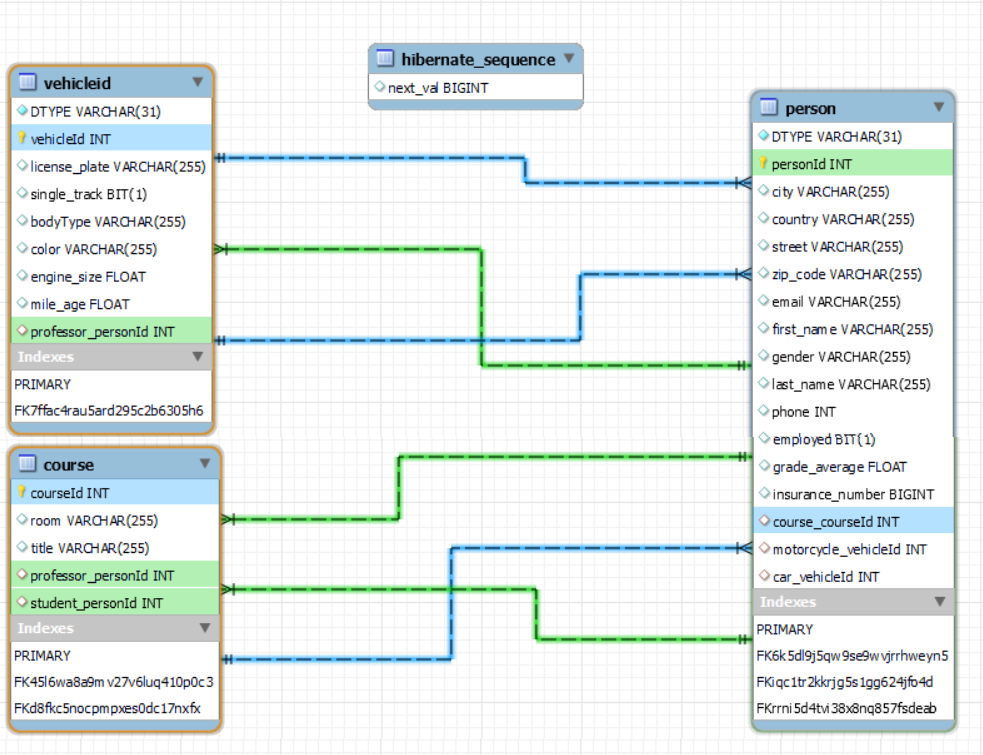 hibernate_sequence
next_val BIGINT
vehicleid
DTYPE VARCHAR(31)
vehicleId INT
license_plate VARCHAR(255)
single_track BIT(1)
bodyType VARCHAR(255)
color VARCHAR(255)
engine_size FLOAT
mile_age FLOAT
professor_personId INT
Indexes
PRIMARY
FK7ffac4rau5ard295c2b6305h6
person
DTYPE VARCHAR(31)
personId INT
city VARCHAR(255)
country VARCHAR(255)
street VARCHAR(255)
zip_code VARCHAR(255)
email VARCHAR(255)
first_name VARCHAR(255)
gender VARCHAR(255)
last_name VARCHAR(255)
phone INT
employed BIT(1)
grade_average FLOAT
insurance_number BIGINT
course_courseId INT
motorcycle_vehicleId INT
car_vehicleId INT
Indexes
PRIMARY
FK6k5dl9j5qw9se9wvjrrhweyn5
FKiqc1tr2kkrjg5s1gg624jfo4d
FKrrni5d4tvi38x8nq857fsdeab
course
courseId INT
room VARCHAR(255)
title VARCHAR(255)
professor_personId INT
student_personId INT
Indexes
PRIMARY
FK45l6wa8a9mv27v6luq410p0c3
FKd8fkc5nocpmpxes0dc17nxfx